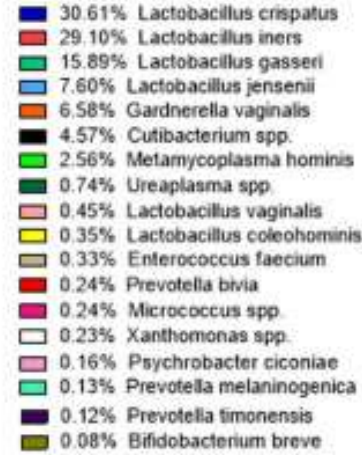 30.61% Lactobacillus crispatus
29.10% Lactobacillus iners
15.89% Lactobacillus gasseri
7.60% Lactobacillus jensenii
6.58% Gardnerella vaginalis
4.57% Cutibacterium spp.
2.56% Metamycoplasma hominis
0.74% Ureaplasma spp.
0.45% Lactobacillus vaginalis
0.35% Lactobacillus coleohominis
0.33% Enterococcus faecium
0.24% Prevotella bivia
0.24% Micrococcus spp.
0.23% Xanthomonas spp.
0.16% Psychrobacter ciconiae
0.13% Prevotella melaninogenica
0.12% Prevotella timonensis
0.08% Bifidobacterium breve